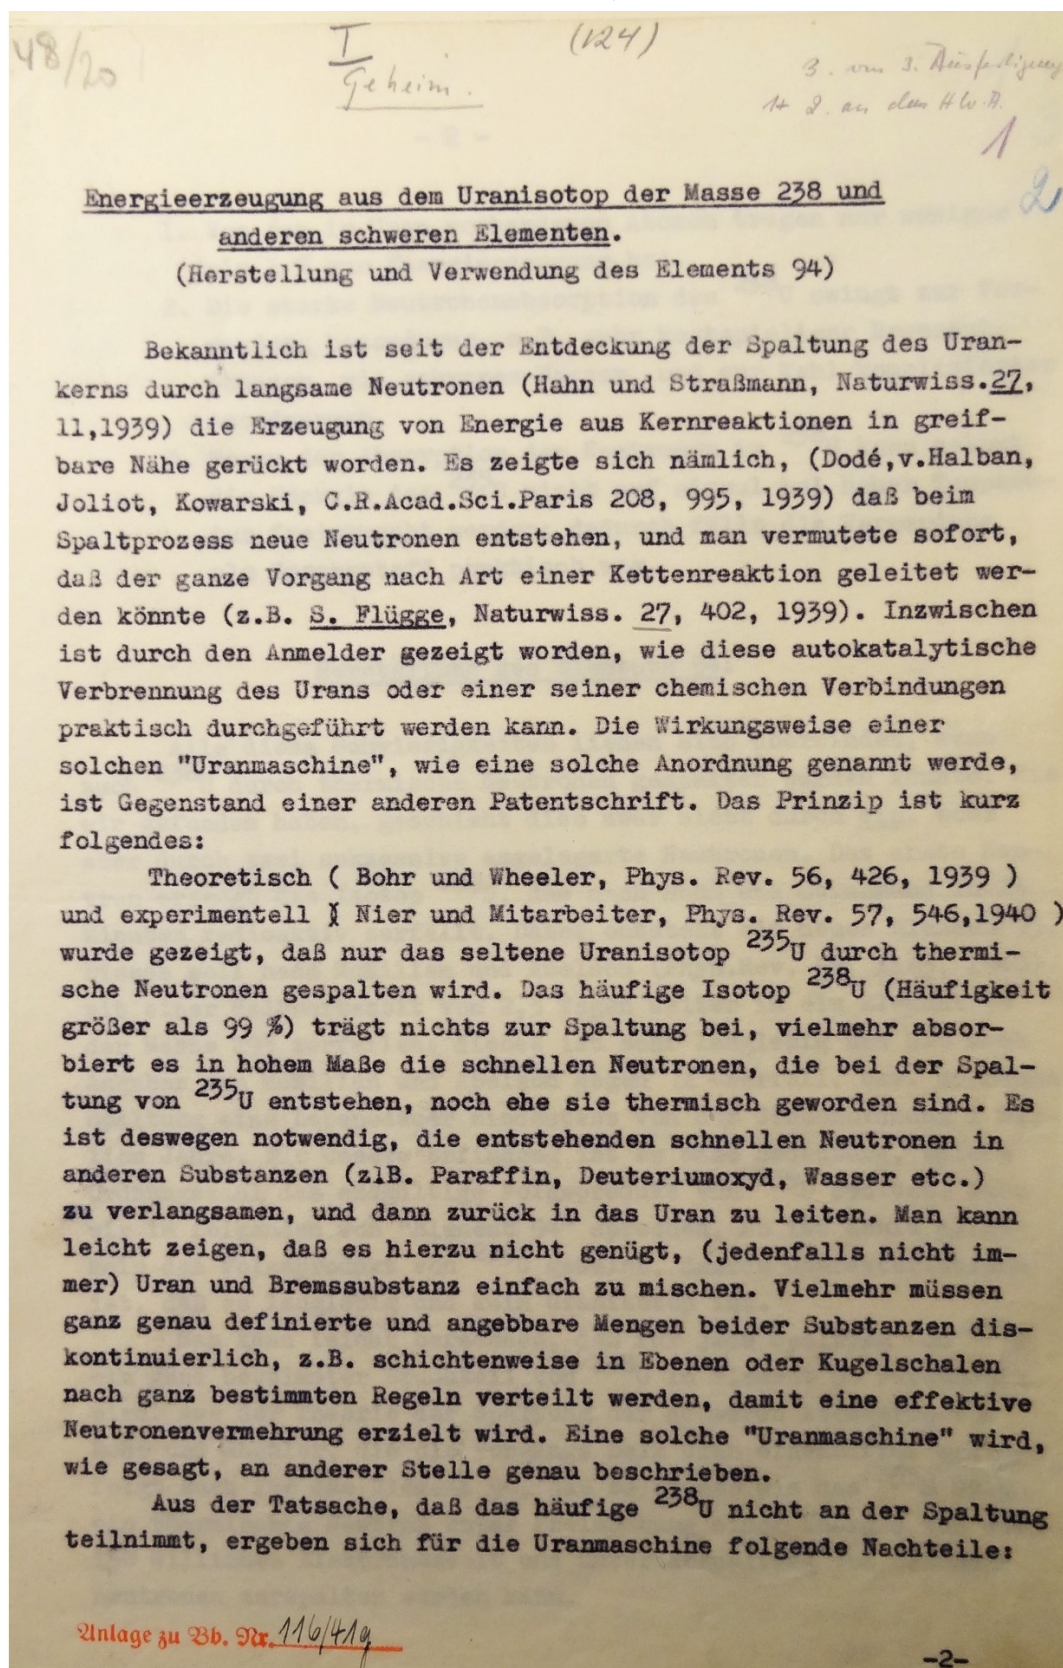 48/20
I
(124)
Geheim.
3. von 3. Ausfertigung
1+2. an das HWA.
1
2
Energieerzeugung aus dem Uranisotop der Masse 238 und
anderen schweren Elementen.
(Herstellung und Verwendung des Elements 94)
Bekanntlich ist seit der Entdeckung der Spaltung des Uran-
kerns durch langsame Neutronen (Hahn und Straßmann, Naturwiss.27,
11,1939) die Erzeugung von Energie aus Kernreaktionen in greif-
bare Nähe gerückt worden. Es zeigte sich nämlich, (Dodé,v.Halban,
Joliot, Kowarski, C.R.Acad.Sci.Paris 208, 995, 1939) daß beim
Spaltprozess neue Neutronen entstehen, und man vermutete sofort,
daß der ganze Vorgang nach Art einer Kettenreaktion geleitet wer-
den könnte (z.B. S. Flügge, Naturwiss. 27, 402, 1939). Inzwischen
ist durch den Anmelder gezeigt worden, wie diese autokatalytische
Verbrennung des Urans oder einer seiner chemischen Verbindungen
praktisch durchgeführt werden kann. Die Wirkungsweise einer
solchen "Uranmaschine", wie eine solche Anordnung genannt werde,
ist Gegenstand einer anderen Patentschrift. Das Prinzip ist kurz
folgendes:
Theoretisch ( Bohr und Wheeler, Phys. Rev. 56, 426, 1939 )
und experimentell ( Nier und Mitarbeiter, Phys. Rev. 57, 546,1940 )
wurde gezeigt, daß nur das seltene Uranisotop ²³⁵U durch thermi-
sche Neutronen gespalten wird. Das häufige Isotop ²³⁸U (Häufigkeit
größer als 99 %) trägt nichts zur Spaltung bei, vielmehr absor-
biert es in hohem Maße die schnellen Neutronen, die bei der Spal-
tung von ²³⁵U entstehen, noch ehe sie thermisch geworden sind. Es
ist deswegen notwendig, die entstehenden schnellen Neutronen in
anderen Substanzen (zlB. Paraffin, Deuteriumoxyd, Wasser etc.)
zu verlangsamen, und dann zurück in das Uran zu leiten. Man kann
leicht zeigen, daß es hierzu nicht genügt, (jedenfalls nicht im-
mer) Uran und Bremssubstanz einfach zu mischen. Vielmehr müssen
ganz genau definierte und angebbare Mengen beider Substanzen dis-
kontinuierlich, z.B. schichtenweise in Ebenen oder Kugelschalen
nach ganz bestimmten Regeln verteilt werden, damit eine effektive
Neutronenvermehrung erzielt wird. Eine solche "Uranmaschine" wird,
wie gesagt, an anderer Stelle genau beschrieben.
Aus der Tatsache, daß das häufige ²³⁸U nicht an der Spaltung
teilnimmt, ergeben sich für die Uranmaschine folgende Nachteile:
Anlage zu Bb. Nr. 116/41g
-2-